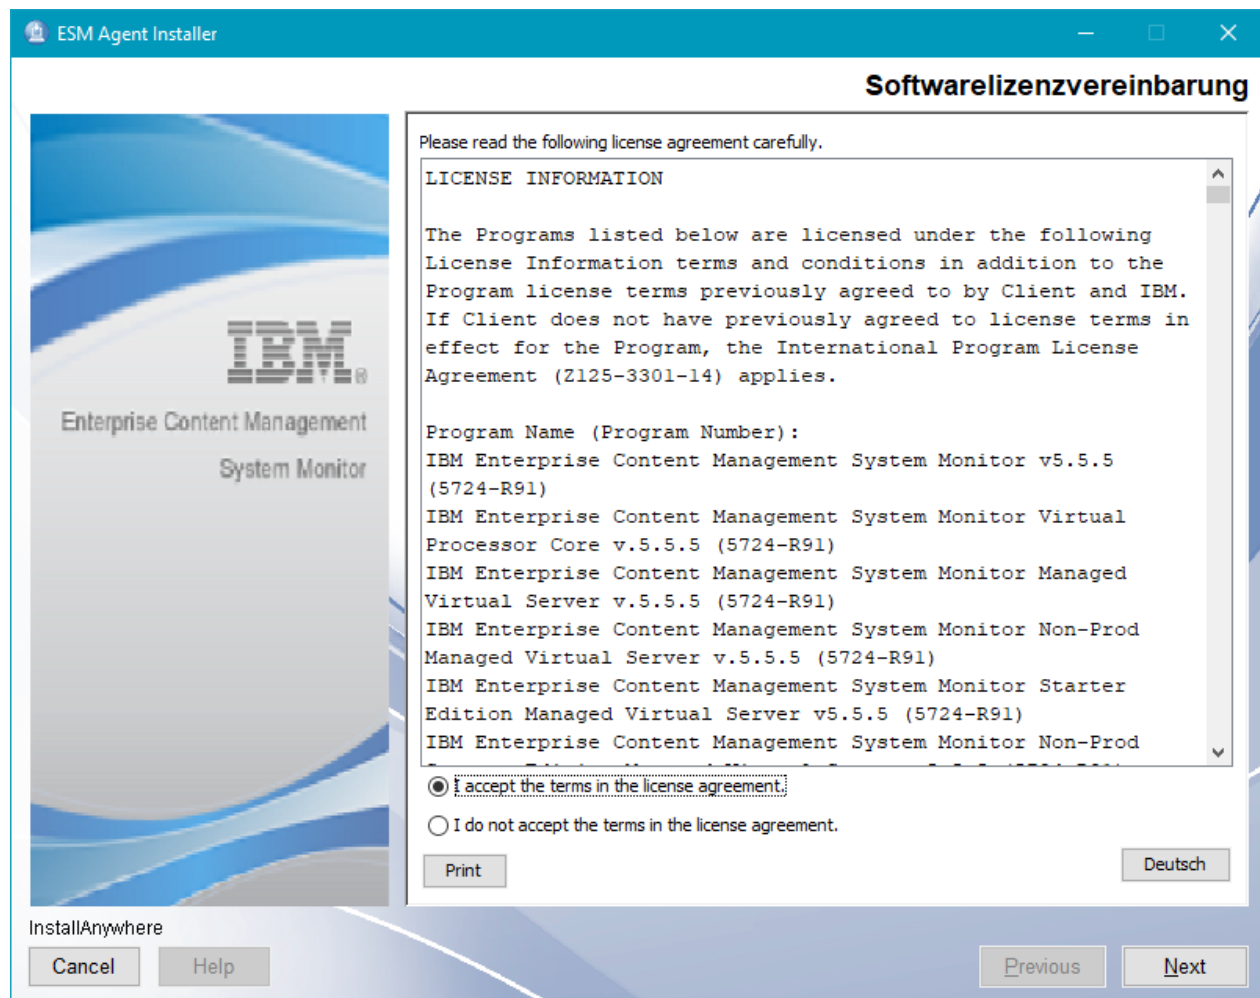 ESM Agent Installer
Softwarelizenzvereinbarung
IBM®
Enterprise Content Management
System Monitor
Please read the following license agreement carefully.
LICENSE INFORMATION
The Programs listed below are licensed under the following
License Information terms and conditions in addition to the
Program license terms previously agreed to by Client and IBM.
If Client does not have previously agreed to license terms in
effect for the Program, the International Program License
Agreement (Z125-3301-14) applies.
Program Name (Program Number):
IBM Enterprise Content Management System Monitor v5.5.5
(5724-R91)
IBM Enterprise Content Management System Monitor Virtual
Processor Core v.5.5.5 (5724-R91)
IBM Enterprise Content Management System Monitor Managed
Virtual Server v.5.5.5 (5724-R91)
IBM Enterprise Content Management System Monitor Non-Prod
Managed Virtual Server v.5.5.5 (5724-R91)
IBM Enterprise Content Management System Monitor Starter
Edition Managed Virtual Server v5.5.5 (5724-R91)
IBM Enterprise Content Management System Monitor Non-Prod
I accept the terms in the license agreement.
I do not accept the terms in the license agreement.
Print
Deutsch
InstallAnywhere
Cancel
Help
Previous
Next